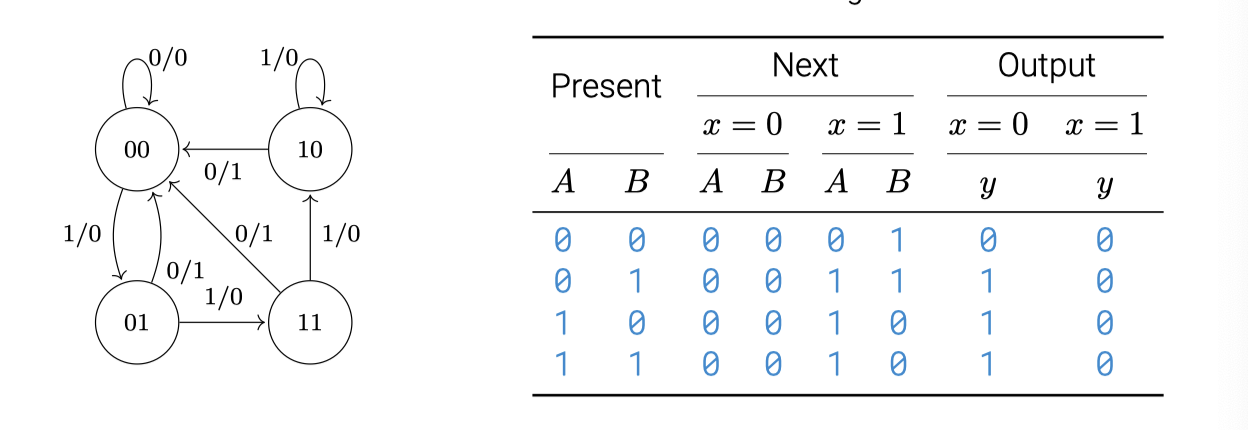 0/0
1/0
00
10
0/1
1/0
0/1
1/0
0/1
1/0
01
11
Present
Next
Output
x = 0
x = 1
x = 0
x = 1
A B A B A B y y
0 0 0 0 0 1 0 0
0 1 0 0 1 1 1 0
1 0 0 0 1 0 1 0
1 1 0 0 1 0 1 0